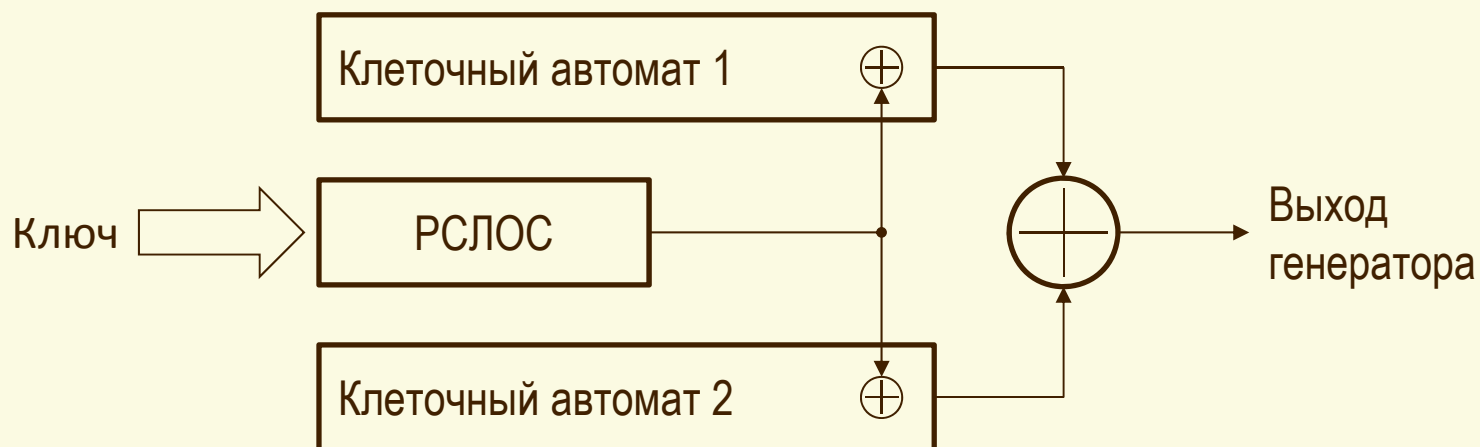 Клеточный автомат 1
Ключ
РСЛОС
Выход
генератора
Клеточный автомат 2